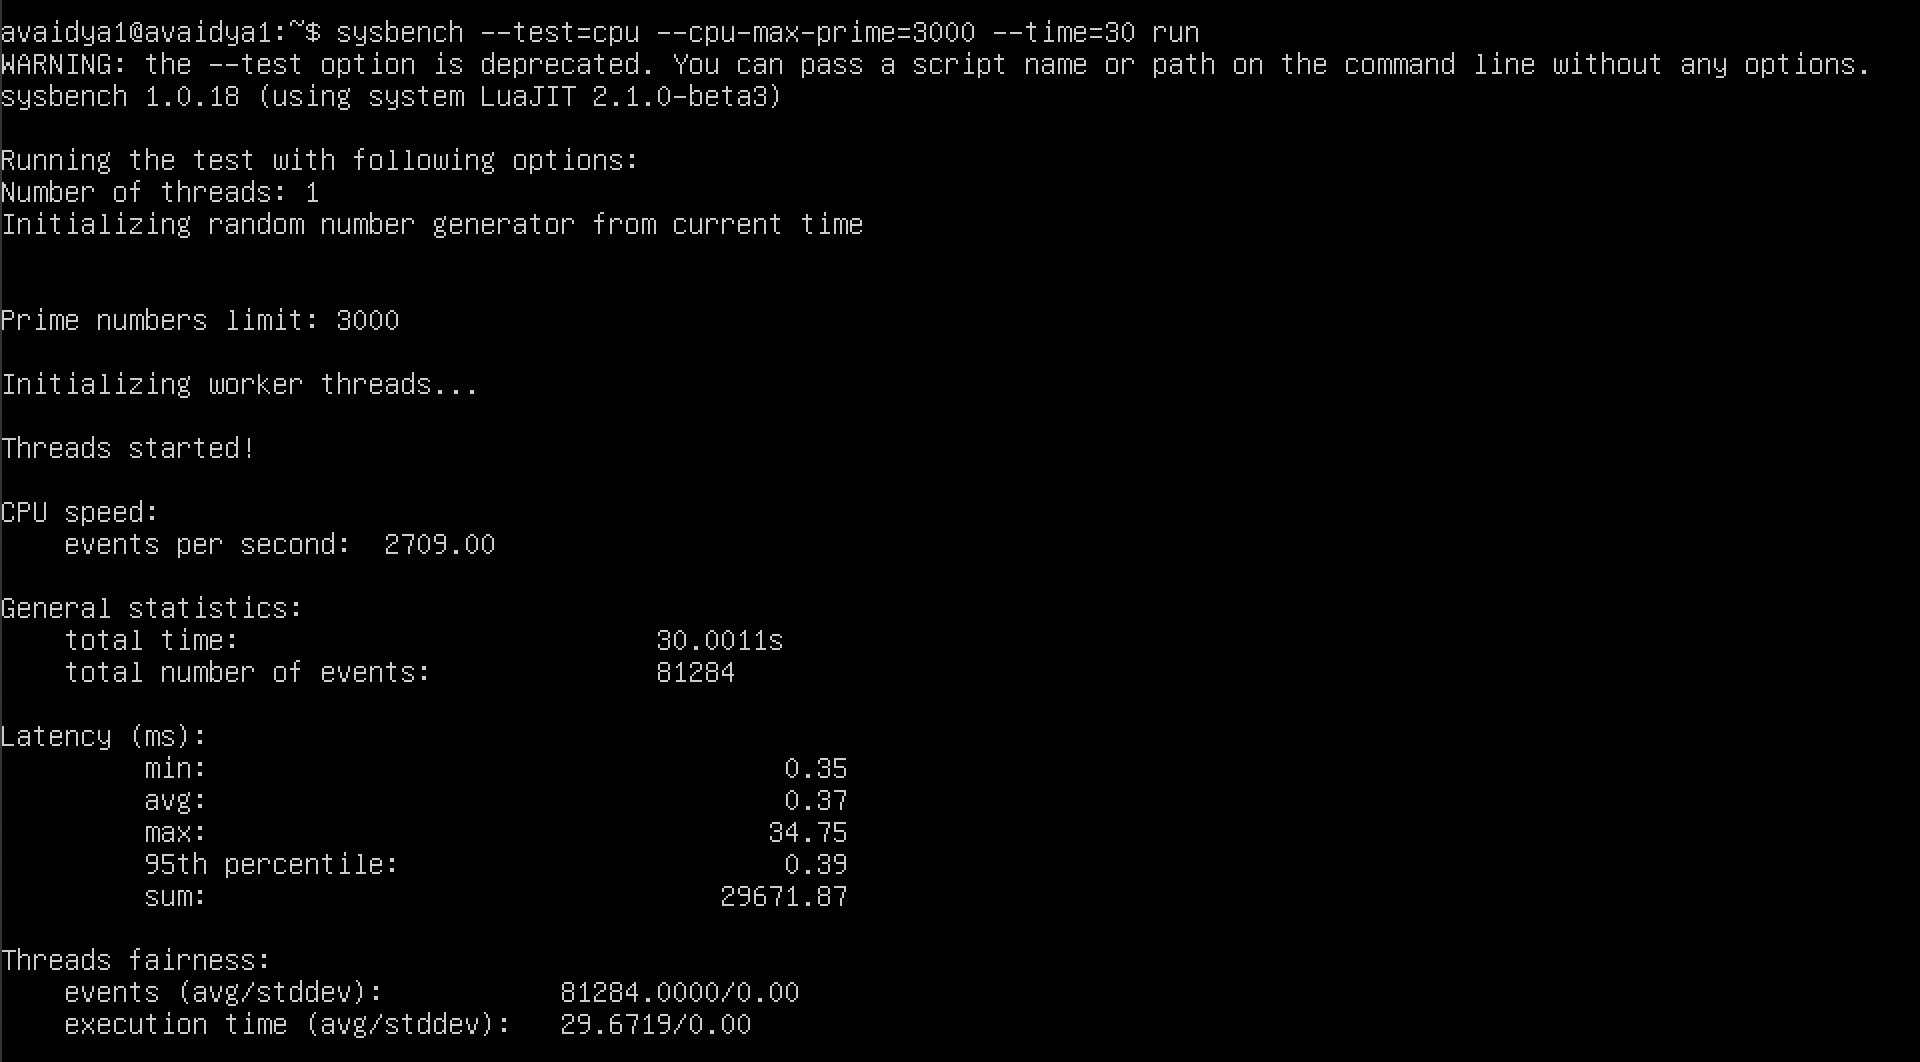 avaidya1@avaidya1:~$ sysbench --test=cpu --cpu-max-prime=3000 --time=30 run
WARNING: the --test option is deprecated. You can pass a script name or path on the command line without any options.
sysbench 1.0.18 (using system LuaJIT 2.1.0-beta3)
Running the test with following options:
Number of threads: 1
Initializing random number generator from current time
Prime numbers limit: 3000
Initializing worker threads...
Threads started!
CPU speed:
events per second: 2709.00
General statistics:
total time: 30.0011s
total number of events: 81284
Latency (ms):
min: 0.35
avg: 0.37
max: 34.75
95th percentile: 0.39
sum: 29671.87
Threads fairness:
events (avg/stddev): 81284.0000/0.00
execution time (avg/stddev): 29.6719/0.00